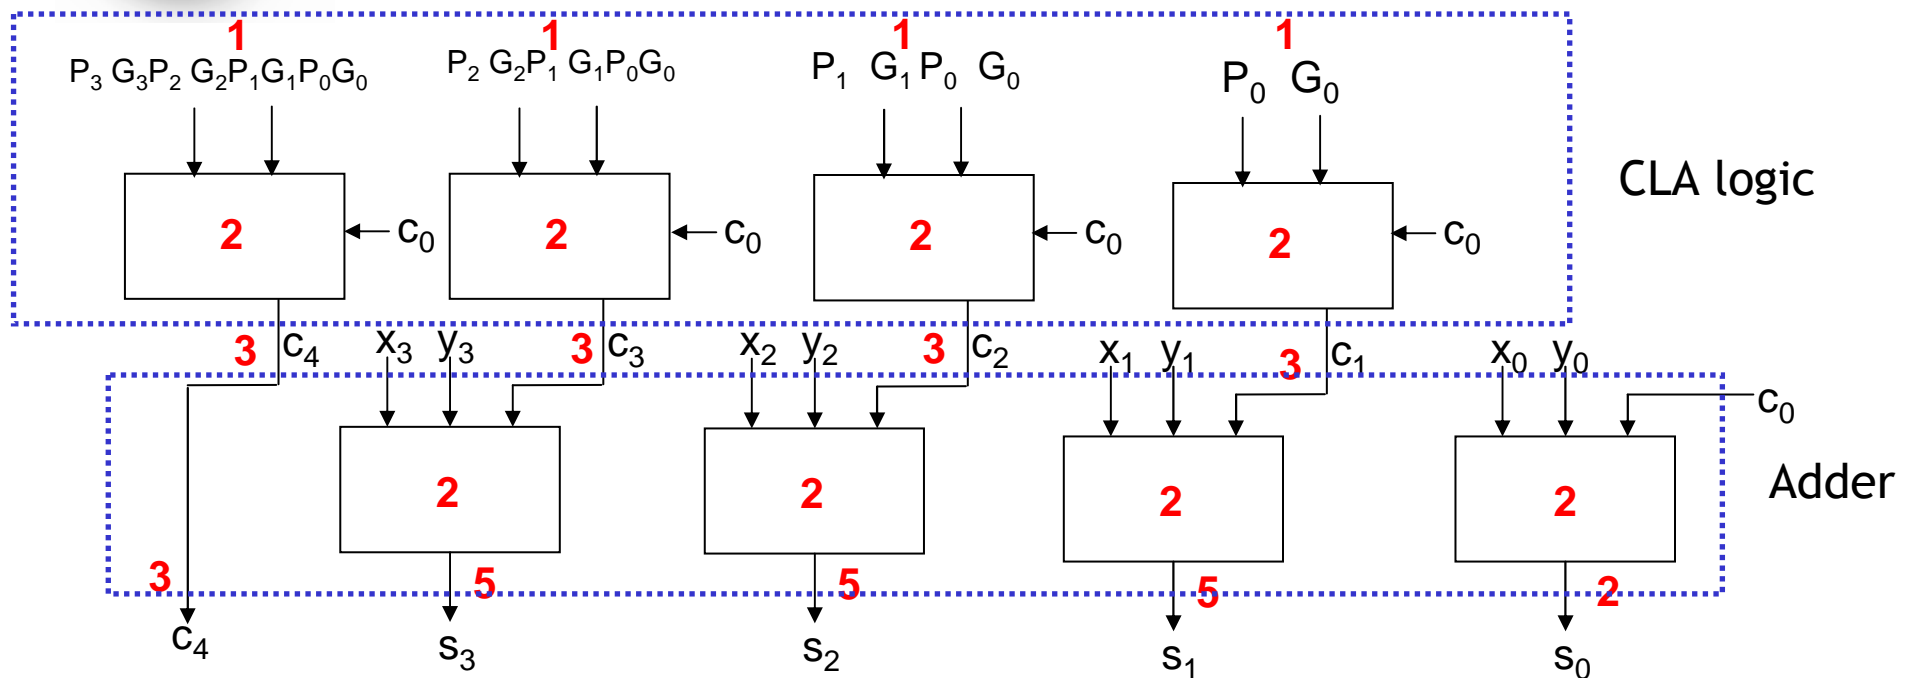 1 1 1 1
P₃ G₃P₂ G₂P₁G₁P₀G₀ P₂ G₂P₁ G₁P₀G₀ P₁ G₁ P₀ G₀ P₀ G₀
CLA logic
2 c₀ 2 c₀ 2 c₀ 2 c₀
3 c₄ x₃ y₃ 3 c₃ x₂ y₂ 3 c₂ x₁ y₁ 3 c₁ x₀ y₀
c₀
2 2 2 2 Adder
3 5 5 5 2
c₄ s₃ s₂ s₁ s₀